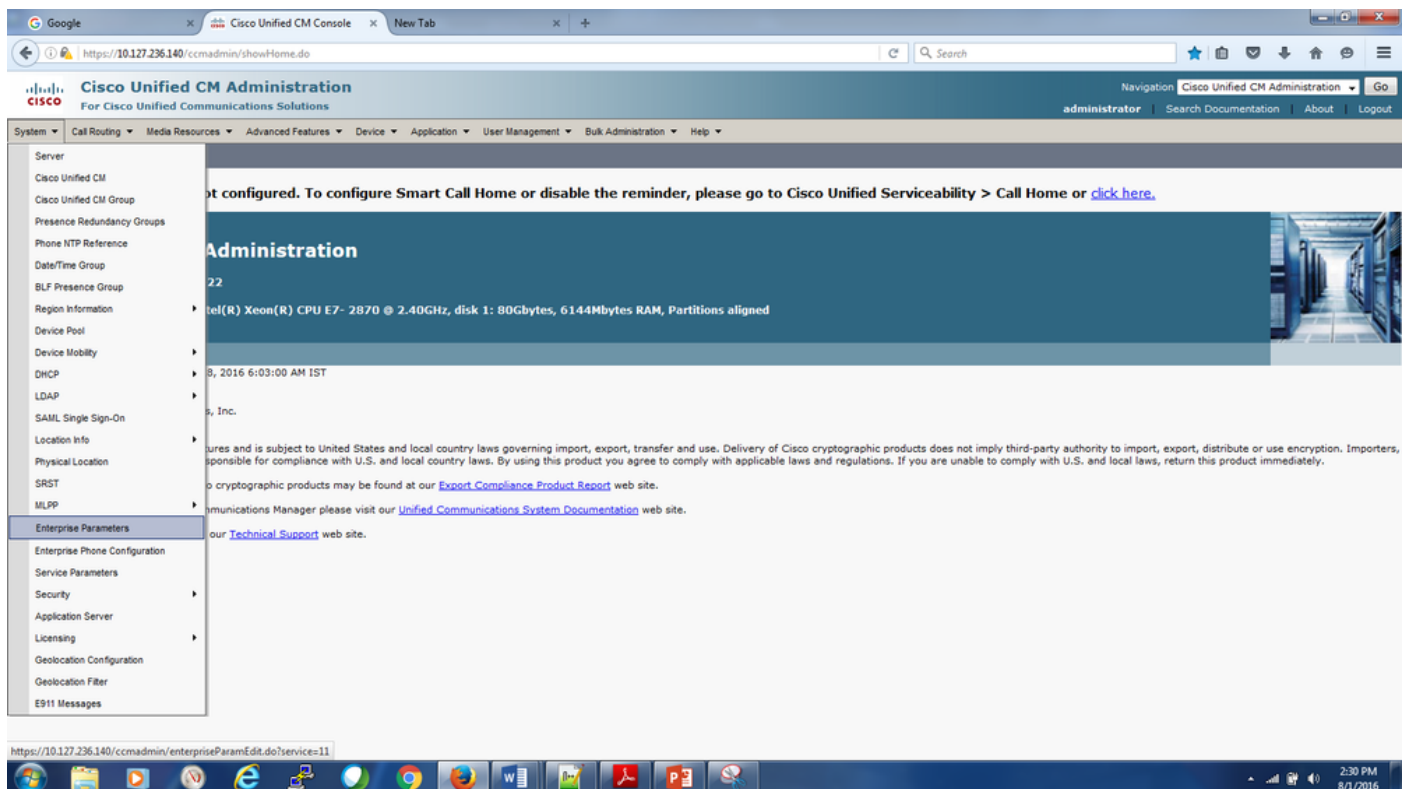 Google
Cisco Unified CM Console
New Tab
https://10.127.236.140/ccmadmin/showHome.do
Search
CISCO
Cisco Unified CM Administration
For Cisco Unified Communications Solutions
Navigation Cisco Unified CM Administration Go
administrator | Search Documentation | About | Logout
System Call Routing Media Resources Advanced Features Device Application User Management Bulk Administration Help
Server
Cisco Unified CM
Cisco Unified CM Group
Presence Redundancy Groups
Phone NTP Reference
Date/Time Group
BLF Presence Group
Region Information
Device Pool
Device Mobility
DHCP
LDAP
SAML Single Sign-On
Location Info
Physical Location
SRST
MLPP
Enterprise Parameters
Enterprise Phone Configuration
Service Parameters
Security
Application Server
Licensing
Geolocation Configuration
Geolocation Filter
E911 Messages
ot configured. To configure Smart Call Home or disable the reminder, please go to Cisco Unified Serviceability > Call Home or click here.
Administration
22
tel(R) Xeon(R) CPU E7- 2870 @ 2.40GHz, disk 1: 80Gbytes, 6144Mbytes RAM, Partitions aligned
8, 2016 6:03:00 AM IST
s, Inc.
tures and is subject to United States and local country laws governing import, export, transfer and use. Delivery of Cisco cryptographic products does not imply third-party authority to import, export, distribute or use encryption. Importers,
sponsible for compliance with U.S. and local country laws. By using this product you agree to comply with applicable laws and regulations. If you are unable to comply with U.S. and local laws, return this product immediately.
o cryptographic products may be found at our Export Compliance Product Report web site.
mmunications Manager please visit our Unified Communications System Documentation web site.
our Technical Support web site.
https://10.127.236.140/ccmadmin/enterpriseParamEdit.do?service=11
2:30 PM
8/1/2016